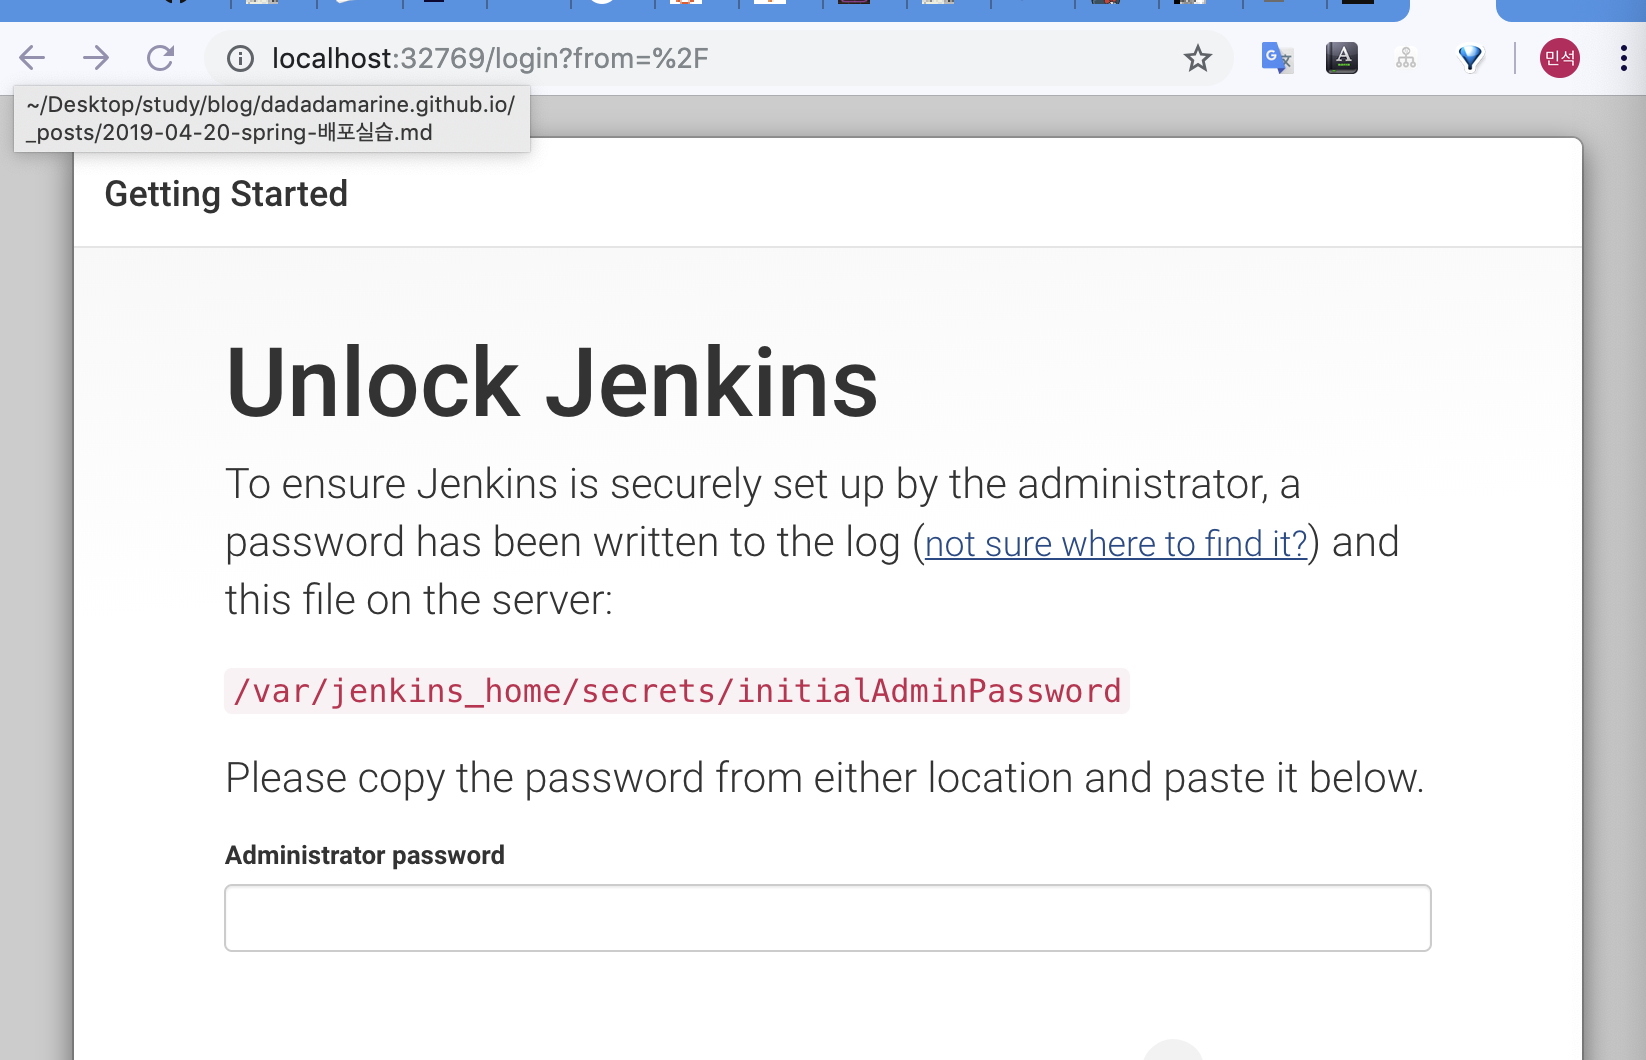 localhost:32769/login?from=%2F
민석
~/Desktop/study/blog/dadadamarine.github.io/
_posts/2019-04-20-spring-배포실습.md
Getting Started
Unlock Jenkins
To ensure Jenkins is securely set up by the administrator, a
password has been written to the log (not sure where to find it?) and
this file on the server:
/var/jenkins_home/secrets/initialAdminPassword
Please copy the password from either location and paste it below.
Administrator password